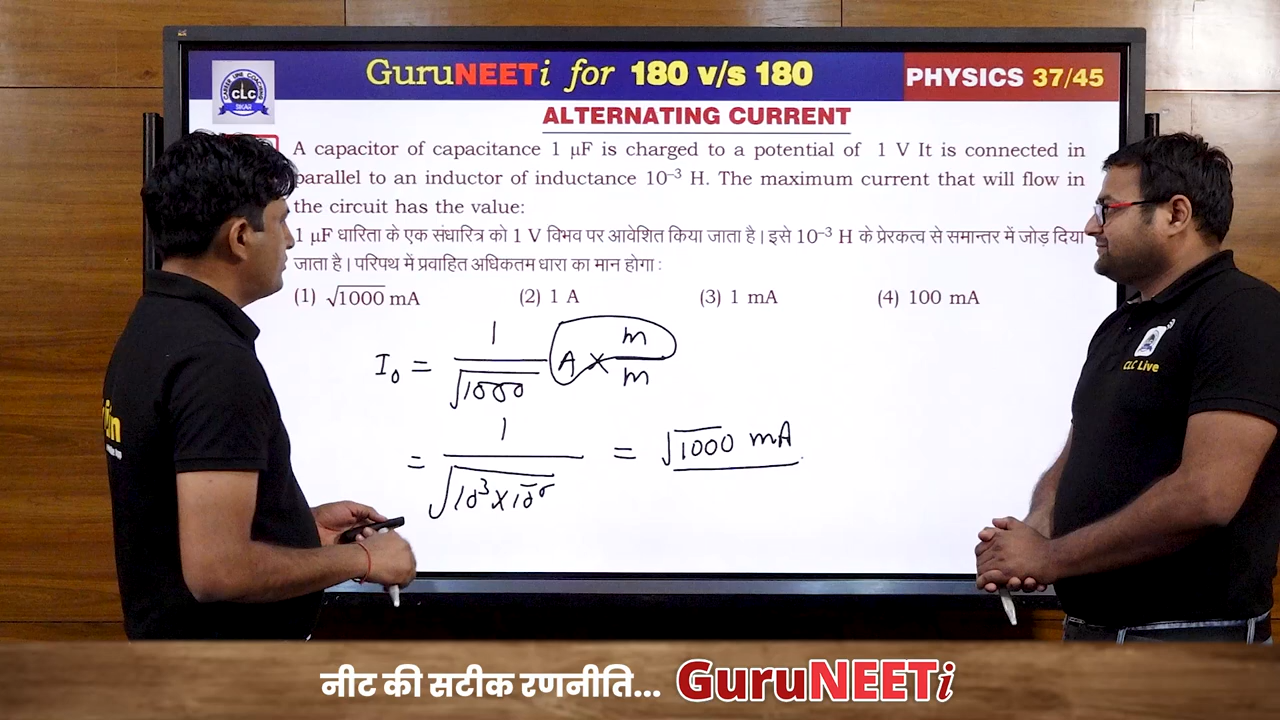 GuruNEETi for 180 v/s 180
PHYSICS 37/45
CLC
SIKAR
ALTERNATING CURRENT
A capacitor of capacitance 1 μF is charged to a potential of 1 V It is connected in
parallel to an inductor of inductance 10⁻³ H. The maximum current that will flow in
the circuit has the value:
1 μF धारिता के एक संधारित्र को 1 V विभव पर आवेशित किया जाता है। इसे 10⁻³ H के प्रेरकत्व से समान्तर में जोड़ दिया
जाता है। परिपथ में प्रवाहित अधिकतम धारा का मान होगा :
(1) √1000 mA (2) 1 A (3) 1 mA (4) 100 mA
I₀ = 1/√1000 A × m/m
= 1/√10³×10⁻⁶ = √1000 mA
CLC Live
नीट की सटीक रणनीति... GuruNEETi